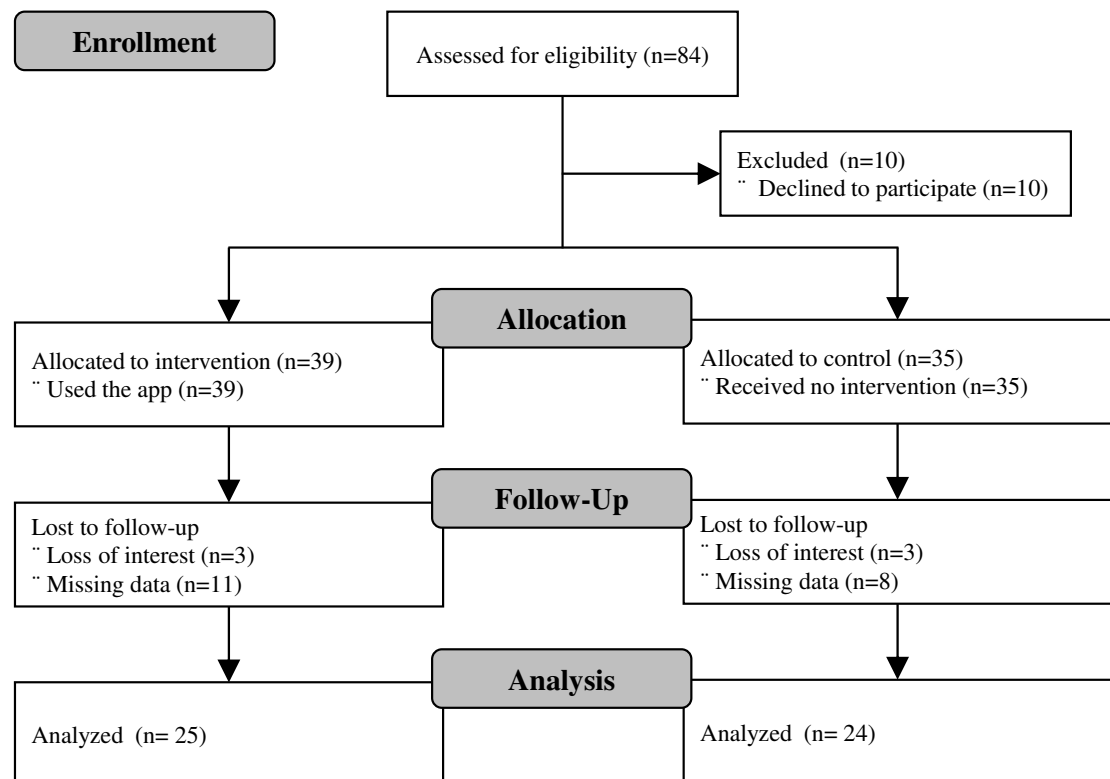 Enrollment
Assessed for eligibility (n=84)
Excluded  (n=10)
¨ Declined to participate (n=10)
Allocation
Allocated to intervention (n=39)
¨ Used the app (n=39)
Allocated to control (n=35)
¨ Received no intervention (n=35)
Follow-Up
Lost to follow-up
¨ Loss of interest (n=3)
¨ Missing data (n=11)
Lost to follow-up
¨ Loss of interest (n=3)
¨ Missing data (n=8)
Analysis
Analyzed  (n= 25)
Analyzed  (n= 24)